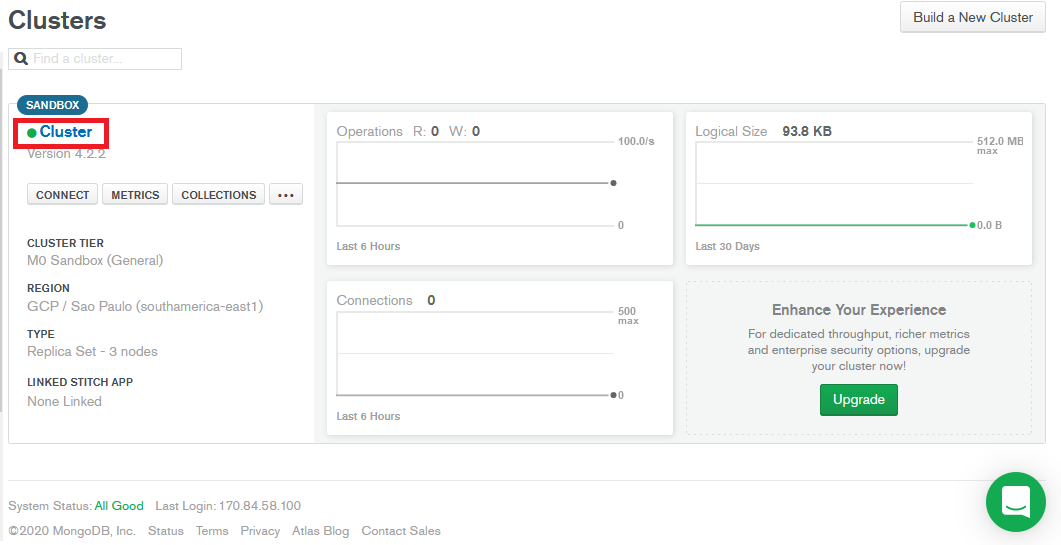 Clusters
Build a New Cluster
Find a cluster...
SANDBOX
Cluster
Version 4.2.2
CONNECT METRICS COLLECTIONS ...
CLUSTER TIER
M0 Sandbox (General)
REGION
GCP / Sao Paulo (southamerica-east1)
TYPE
Replica Set - 3 nodes
LINKED STITCH APP
None Linked
Operations R: 0 W: 0
100.0/s
0
Last 6 Hours
Logical Size 93.8 KB
512.0 MB
max
0.0 B
Last 30 Days
Connections 0
500
max
0
Last 6 Hours
Enhance Your Experience
For dedicated throughput, richer metrics
and enterprise security options, upgrade
your cluster now!
Upgrade
System Status: All Good Last Login: 170.84.58.100
©2020 MongoDB, Inc. Status Terms Privacy Atlas Blog Contact Sales